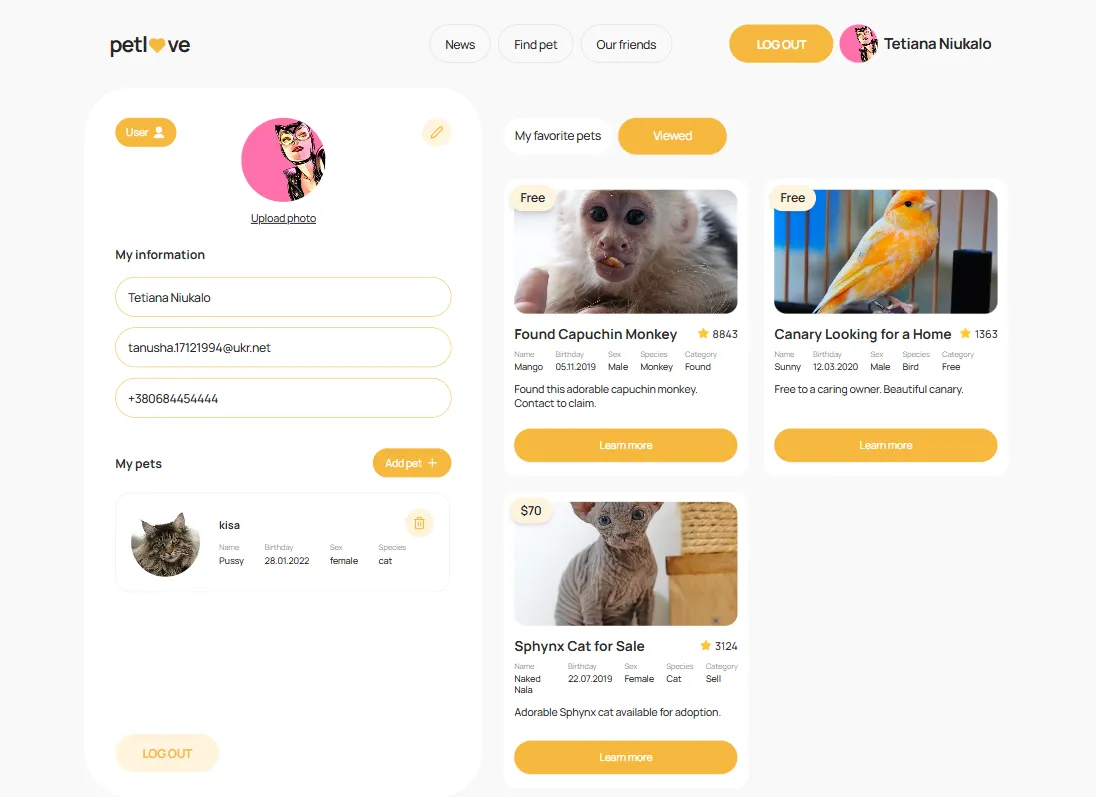 petl ve
News
Find pet
Our friends
LOG OUT
Tetiana Niukalo
User
Upload photo
My information
Tetiana Niukalo
tanusha.17121994@ukr.net
+380684454444
My pets
Add pet +
kisa
Name Birthday Sex Species
Pussy 28.01.2022 female cat
LOG OUT
My favorite pets
Viewed
Free
Found Capuchin Monkey 8843
Name Birthday Sex Species Category
Mango 05.11.2019 Male Monkey Found
Found this adorable capuchin monkey.
Contact to claim.
Learn more
Free
Canary Looking for a Home 1363
Name Birthday Sex Species Category
Sunny 12.03.2020 Male Bird Free
Free to a caring owner. Beautiful canary.
Learn more
$70
Sphynx Cat for Sale 3124
Name Birthday Sex Species Category
Naked 22.07.2019 Female Cat Sell
Nala
Adorable Sphynx cat available for adoption.
Learn more